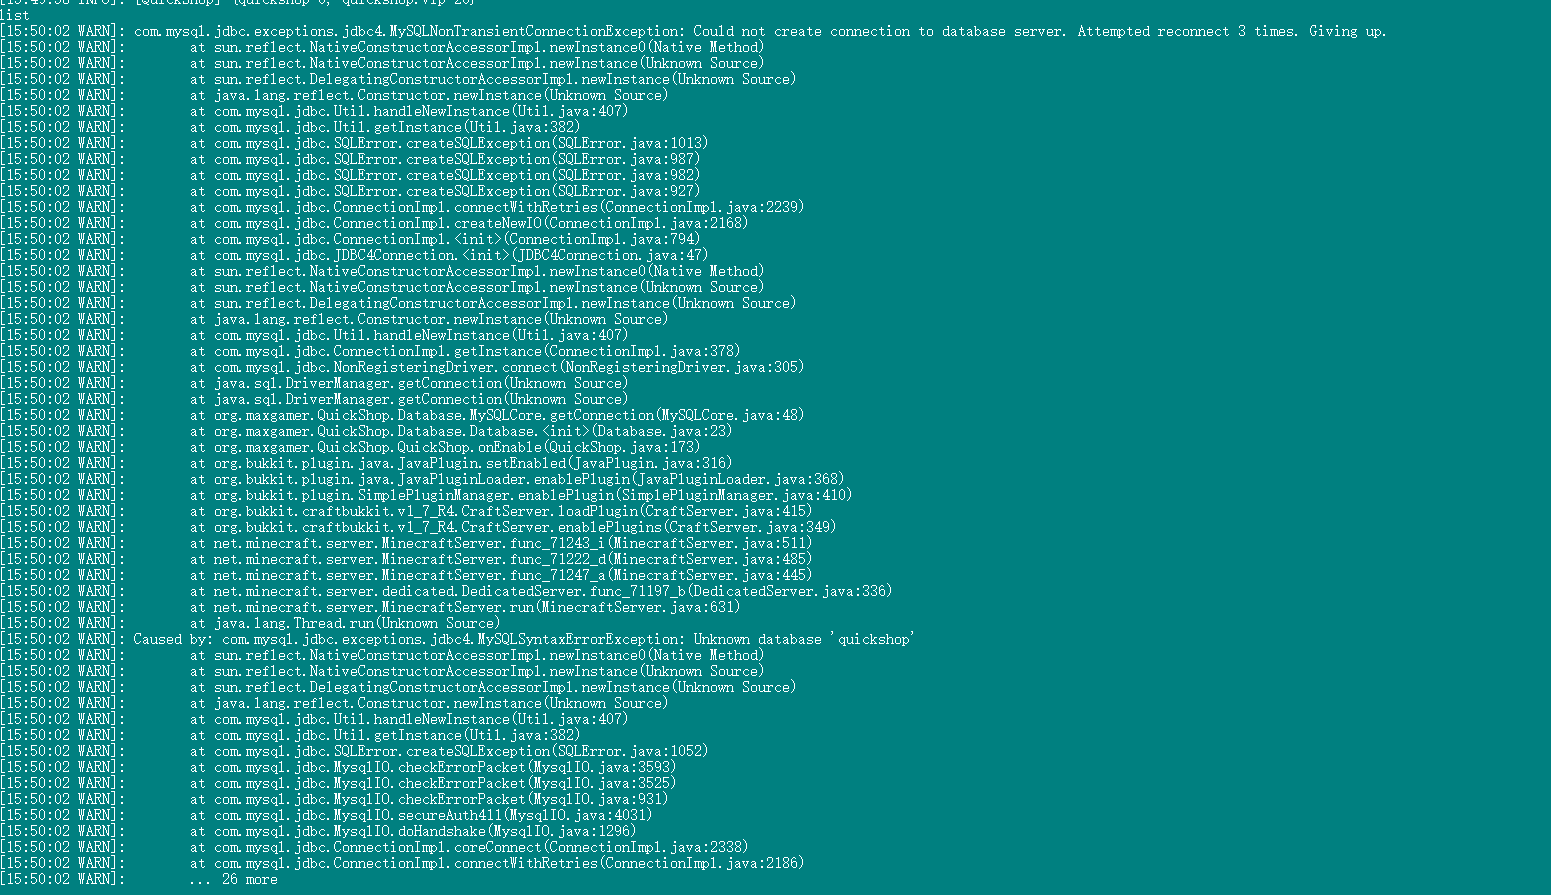 [15:49:58 INFO]: [QuickShop] {quickshop=0, quickshop.vip=20}
list
[15:50:02 WARN]: com.mysql.jdbc.exceptions.jdbc4.MySQLNonTransientConnectionException: Could not create connection to database server. Attempted reconnect 3 times. Giving up.
[15:50:02 WARN]: at sun.reflect.NativeConstructorAccessorImpl.newInstance0(Native Method)
[15:50:02 WARN]: at sun.reflect.NativeConstructorAccessorImpl.newInstance(Unknown Source)
[15:50:02 WARN]: at sun.reflect.DelegatingConstructorAccessorImpl.newInstance(Unknown Source)
[15:50:02 WARN]: at java.lang.reflect.Constructor.newInstance(Unknown Source)
[15:50:02 WARN]: at com.mysql.jdbc.Util.handleNewInstance(Util.java:407)
[15:50:02 WARN]: at com.mysql.jdbc.Util.getInstance(Util.java:382)
[15:50:02 WARN]: at com.mysql.jdbc.SQLError.createSQLException(SQLError.java:1013)
[15:50:02 WARN]: at com.mysql.jdbc.SQLError.createSQLException(SQLError.java:987)
[15:50:02 WARN]: at com.mysql.jdbc.SQLError.createSQLException(SQLError.java:982)
[15:50:02 WARN]: at com.mysql.jdbc.SQLError.createSQLException(SQLError.java:927)
[15:50:02 WARN]: at com.mysql.jdbc.ConnectionImpl.connectWithRetries(ConnectionImpl.java:2239)
[15:50:02 WARN]: at com.mysql.jdbc.ConnectionImpl.createNewIO(ConnectionImpl.java:2168)
[15:50:02 WARN]: at com.mysql.jdbc.ConnectionImpl.<init>(ConnectionImpl.java:794)
[15:50:02 WARN]: at com.mysql.jdbc.JDBC4Connection.<init>(JDBC4Connection.java:47)
[15:50:02 WARN]: at sun.reflect.NativeConstructorAccessorImpl.newInstance0(Native Method)
[15:50:02 WARN]: at sun.reflect.NativeConstructorAccessorImpl.newInstance(Unknown Source)
[15:50:02 WARN]: at sun.reflect.DelegatingConstructorAccessorImpl.newInstance(Unknown Source)
[15:50:02 WARN]: at java.lang.reflect.Constructor.newInstance(Unknown Source)
[15:50:02 WARN]: at com.mysql.jdbc.Util.handleNewInstance(Util.java:407)
[15:50:02 WARN]: at com.mysql.jdbc.ConnectionImpl.getInstance(ConnectionImpl.java:378)
[15:50:02 WARN]: at com.mysql.jdbc.NonRegisteringDriver.connect(NonRegisteringDriver.java:305)
[15:50:02 WARN]: at java.sql.DriverManager.getConnection(Unknown Source)
[15:50:02 WARN]: at java.sql.DriverManager.getConnection(Unknown Source)
[15:50:02 WARN]: at org.maxgamer.QuickShop.Database.MySQLCore.getConnection(MySQLCore.java:48)
[15:50:02 WARN]: at org.maxgamer.QuickShop.Database.Database.<init>(Database.java:23)
[15:50:02 WARN]: at org.maxgamer.QuickShop.QuickShop.onEnable(QuickShop.java:173)
[15:50:02 WARN]: at org.bukkit.plugin.java.JavaPlugin.setEnabled(JavaPlugin.java:316)
[15:50:02 WARN]: at org.bukkit.plugin.java.JavaPluginLoader.enablePlugin(JavaPluginLoader.java:368)
[15:50:02 WARN]: at org.bukkit.plugin.SimplePluginManager.enablePlugin(SimplePluginManager.java:410)
[15:50:02 WARN]: at org.bukkit.craftbukkit.v1_7_R4.CraftServer.loadPlugin(CraftServer.java:415)
[15:50:02 WARN]: at org.bukkit.craftbukkit.v1_7_R4.CraftServer.enablePlugins(CraftServer.java:349)
[15:50:02 WARN]: at net.minecraft.server.MinecraftServer.func_71243_i(MinecraftServer.java:511)
[15:50:02 WARN]: at net.minecraft.server.MinecraftServer.func_71222_d(MinecraftServer.java:485)
[15:50:02 WARN]: at net.minecraft.server.MinecraftServer.func_71247_a(MinecraftServer.java:445)
[15:50:02 WARN]: at net.minecraft.server.dedicated.DedicatedServer.func_71197_b(DedicatedServer.java:336)
[15:50:02 WARN]: at net.minecraft.server.MinecraftServer.run(MinecraftServer.java:631)
[15:50:02 WARN]: at java.lang.Thread.run(Unknown Source)
[15:50:02 WARN]: Caused by: com.mysql.jdbc.exceptions.jdbc4.MySQLSyntaxErrorException: Unknown database 'quickshop'
[15:50:02 WARN]: at sun.reflect.NativeConstructorAccessorImpl.newInstance0(Native Method)
[15:50:02 WARN]: at sun.reflect.NativeConstructorAccessorImpl.newInstance(Unknown Source)
[15:50:02 WARN]: at sun.reflect.DelegatingConstructorAccessorImpl.newInstance(Unknown Source)
[15:50:02 WARN]: at java.lang.reflect.Constructor.newInstance(Unknown Source)
[15:50:02 WARN]: at com.mysql.jdbc.Util.handleNewInstance(Util.java:407)
[15:50:02 WARN]: at com.mysql.jdbc.Util.getInstance(Util.java:382)
[15:50:02 WARN]: at com.mysql.jdbc.SQLError.createSQLException(SQLError.java:1052)
[15:50:02 WARN]: at com.mysql.jdbc.MysqlIO.checkErrorPacket(MysqlIO.java:3593)
[15:50:02 WARN]: at com.mysql.jdbc.MysqlIO.checkErrorPacket(MysqlIO.java:3525)
[15:50:02 WARN]: at com.mysql.jdbc.MysqlIO.checkErrorPacket(MysqlIO.java:931)
[15:50:02 WARN]: at com.mysql.jdbc.MysqlIO.secureAuth411(MysqlIO.java:4031)
[15:50:02 WARN]: at com.mysql.jdbc.MysqlIO.doHandshake(MysqlIO.java:1296)
[15:50:02 WARN]: at com.mysql.jdbc.ConnectionImpl.coreConnect(ConnectionImpl.java:2338)
[15:50:02 WARN]: at com.mysql.jdbc.ConnectionImpl.connectWithRetries(ConnectionImpl.java:2186)
[15:50:02 WARN]: ... 26 more